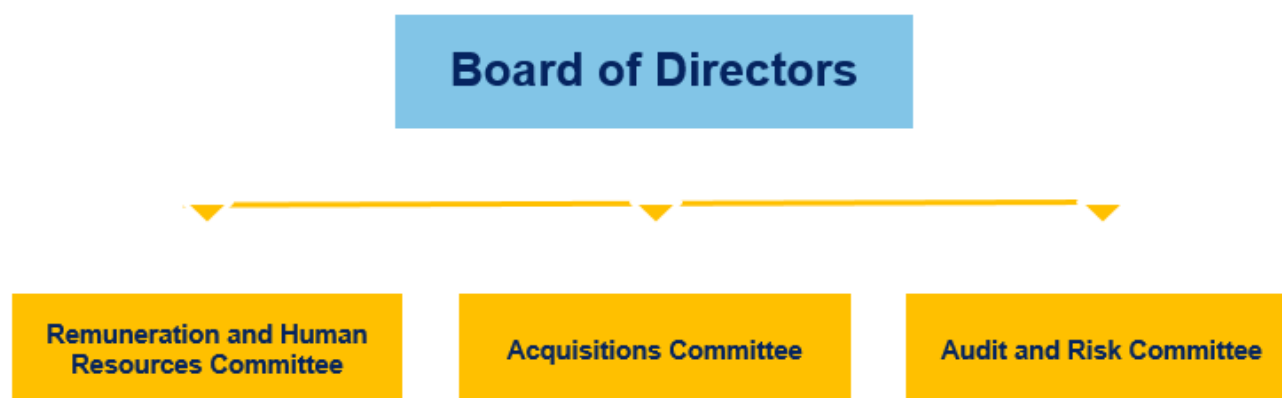 Board of Directors
Remuneration and Human
Resources Committee
Acquisitions Committee
Audit and Risk Committee